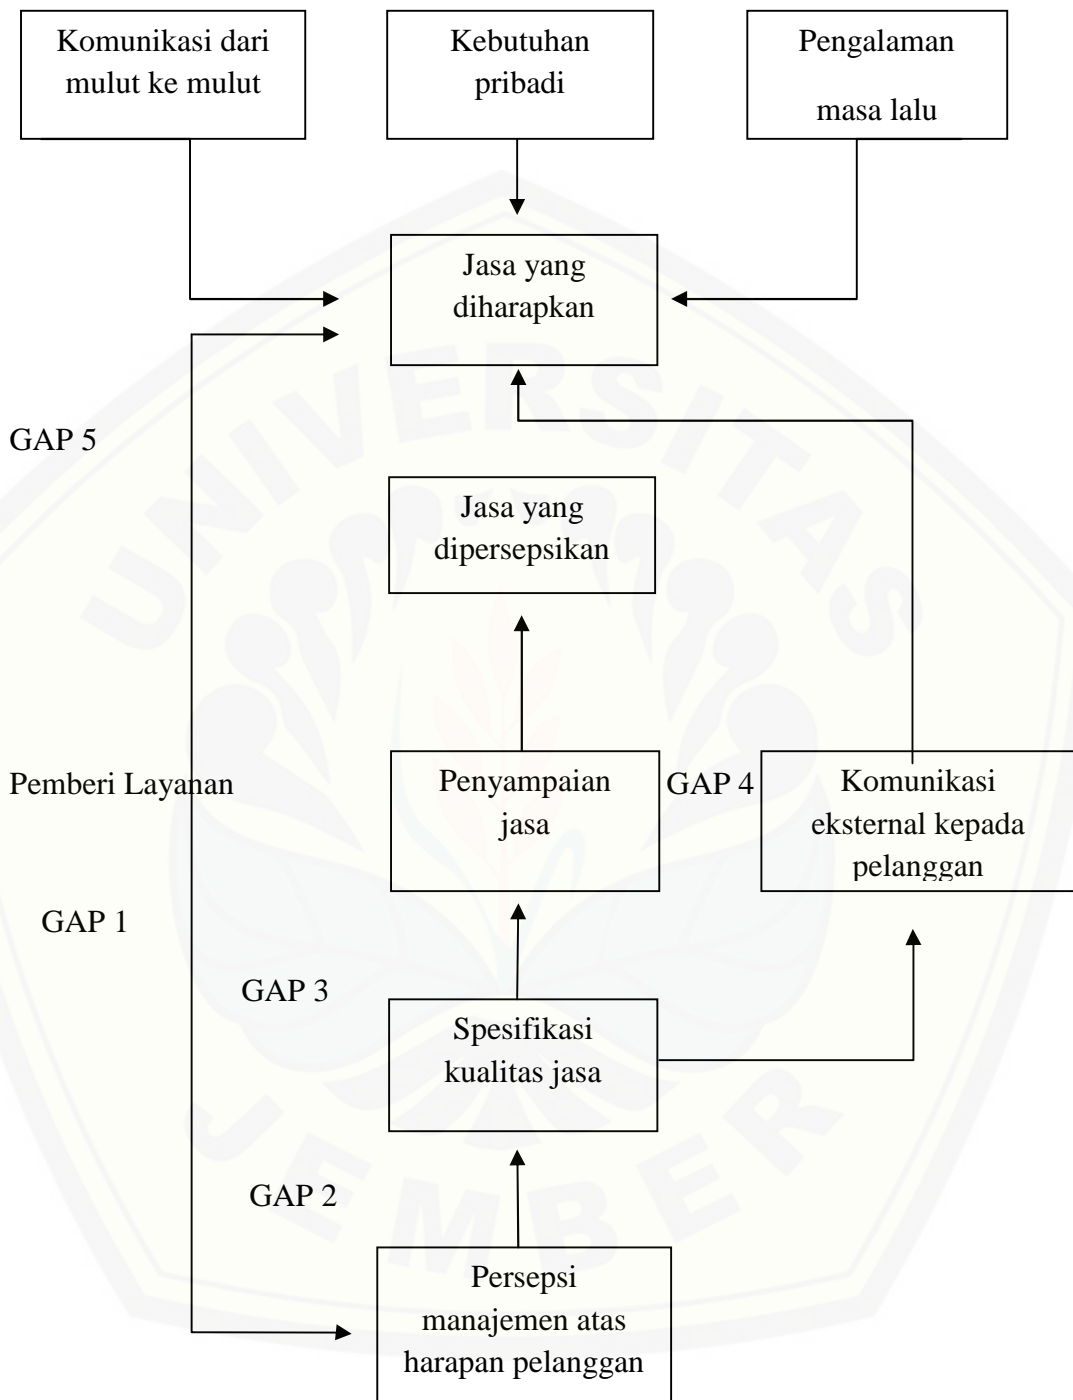 Komunikasi dari
mulut ke mulut
Kebutuhan
pribadi
Pengalaman
masa lalu
Jasa yang
diharapkan
GAP 5
Jasa yang
dipersepsikan
Pemberi Layanan
Penyampaian
jasa
GAP 4
Komunikasi
eksternal kepada
pelanggan
GAP 1
GAP 3
Spesifikasi
kualitas jasa
GAP 2
Persepsi
manajemen atas
harapan pelanggan
UNIVERSITAS
JEMBER